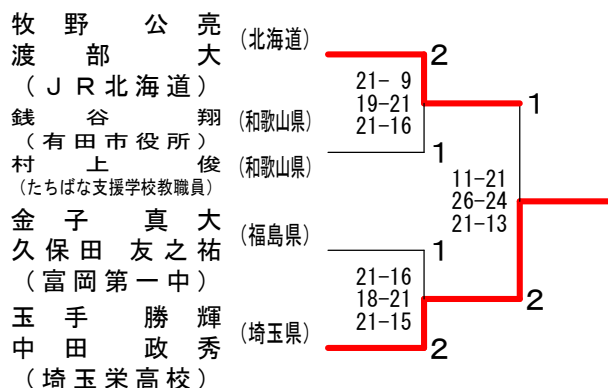 牧野公亮
渡部大
(JR北海道)
(北海道)
2
21- 9
19-21
21-16
銭谷翔
(有田市役所)
(和歌山県)
村上俊
(たちばな支援学校教職員)
(和歌山県)
1
1
11-21
26-24
21-13
金子真大
久保田友之祐
(富岡第一中)
(福島県)
1
21-16
18-21
21-15
2
玉手勝輝
中田政秀
(埼玉栄高校)
(埼玉県)
2